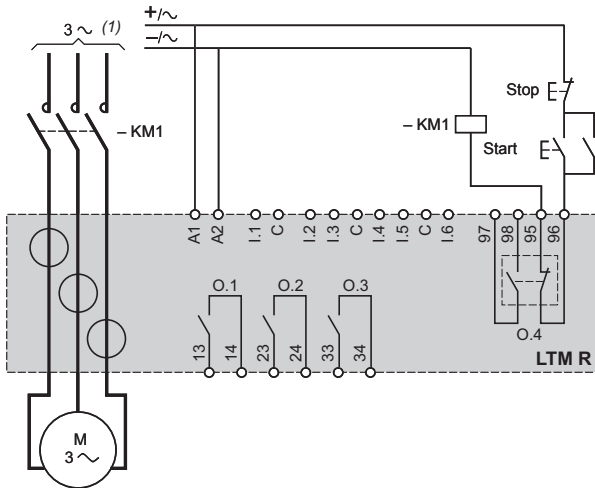 +/~
3 ~ (1)
−/~
Stop
– KM1
– KM1
Start
A1
A2
I.1
C
I.2
I.3
C
I.4
I.5
C
I.6
97
98
95
96
O.1
O.2
O.3
O.4
13
14
23
24
33
34
LTM R
M
3 ~